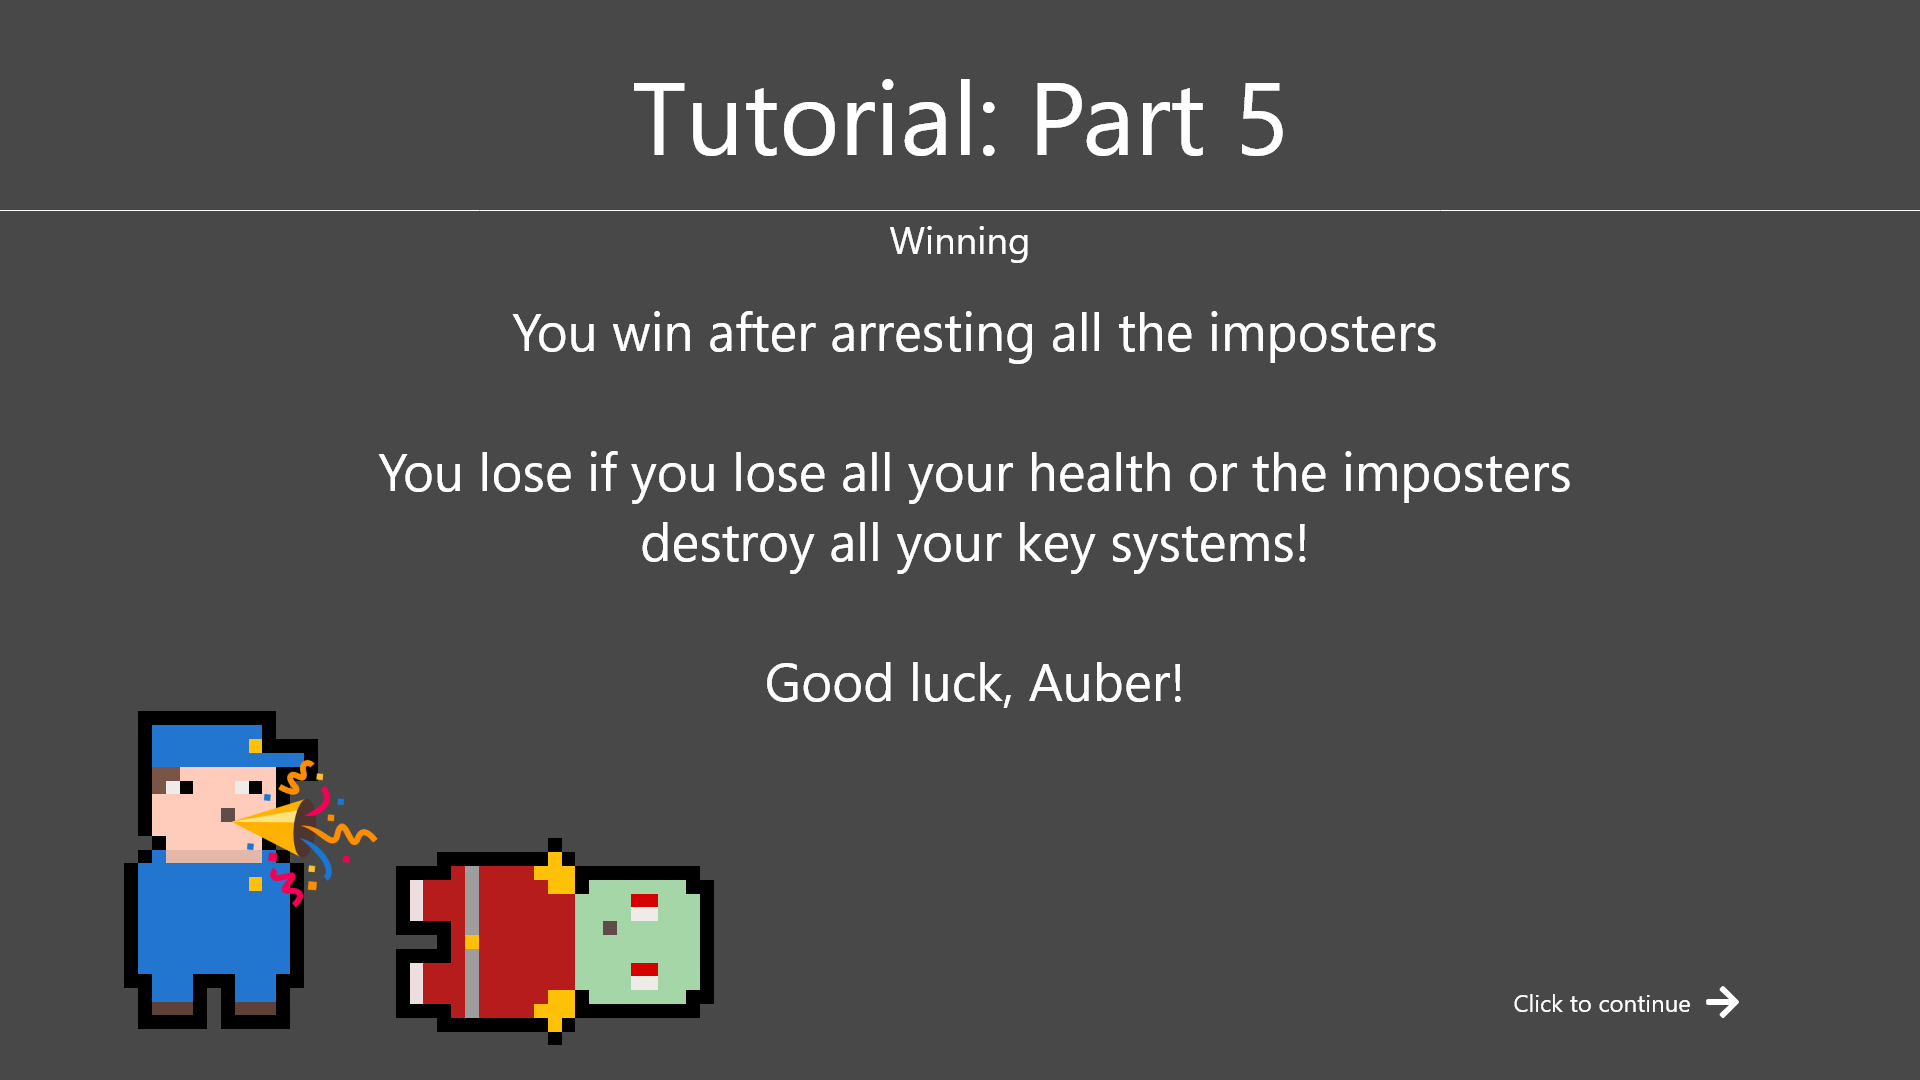 Tutorial: Part 5
Winning
You win after arresting all the imposters
You lose if you lose all your health or the imposters
destroy all your key systems!
Good luck, Auber!
Click to continue